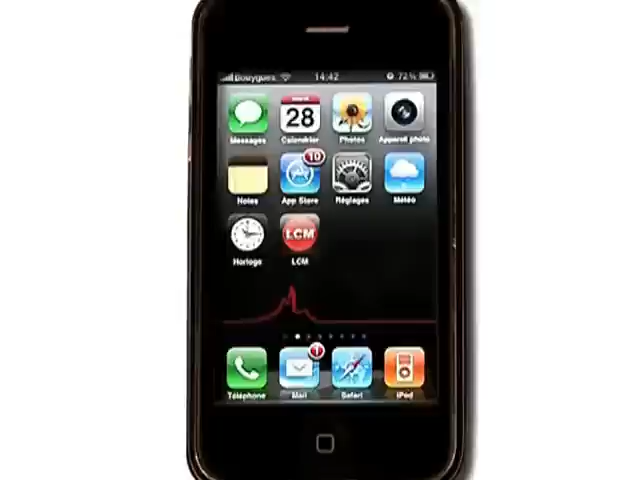 Bouygues 14:42 72 %
28
Messages Calendrier Photos Appareil photo
10
Notes App Store Réglages Météo
LCM
Horloge LCM
1
Téléphone Mail Safari iPod